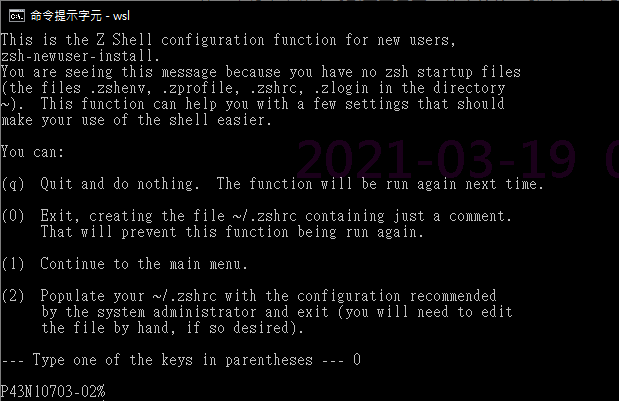 命令提示字元 - wsl
This is the Z Shell configuration function for new users,
zsh-newuser-install.
You are seeing this message because you have no zsh startup files
(the files .zshenv, .zprofile, .zshrc, .zlogin in the directory
~).  This function can help you with a few settings that should
make your use of the shell easier.
You can:
2021-03-19 0
(q)  Quit and do nothing.  The function will be run again next time.
(0)  Exit, creating the file ~/.zshrc containing just a comment.
That will prevent this function being run again.
(1)  Continue to the main menu.
(2)  Populate your ~/.zshrc with the configuration recommended
by the system administrator and exit (you will need to edit
the file by hand, if so desired).
--- Type one of the keys in parentheses --- 0
P43N10703-02%